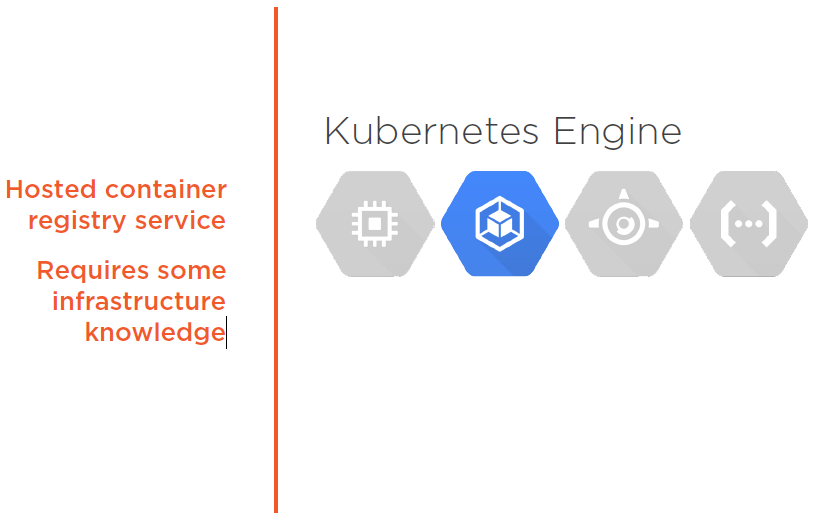 Hosted container
registry service
Requires some
infrastructure
knowledge
Kubernetes Engine